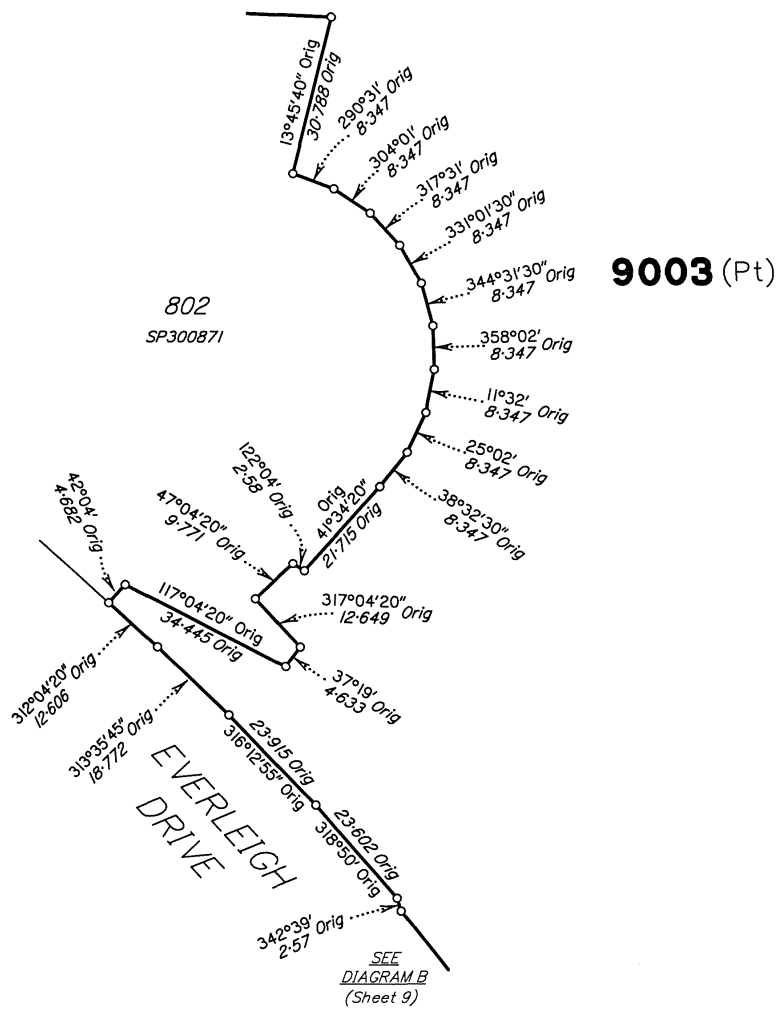 13°45'40" Orig
30·788 Orig
290°31' Orig
8·347
304°01' Orig
8·347
317°31' Orig
8·347
331°01'30" Orig
8·347
344°31'30" Orig
8·347
9003 (Pt)
802
SP300871
358°02' Orig
8·347
11°32' Orig
8·347
25°02' Orig
8·347
38°32'30" Orig
8·347
Orig
41°34'20"
21·715 Orig
122°04' Orig
2·58
47°04'20" Orig
9·771
42°04' Orig
4·682
117°04'20" Orig
34·445 Orig
317°04'20" Orig
12·649
37°19' Orig
4·633
312°04'20" Orig
12·606
313°35'45" Orig
18·772
23·915 Orig
316°12'55" Orig
EVERLEIGH
DRIVE
23·602 Orig
318°50' Orig
342°39' Orig
2·57
SEE
DIAGRAM B
(Sheet 9)